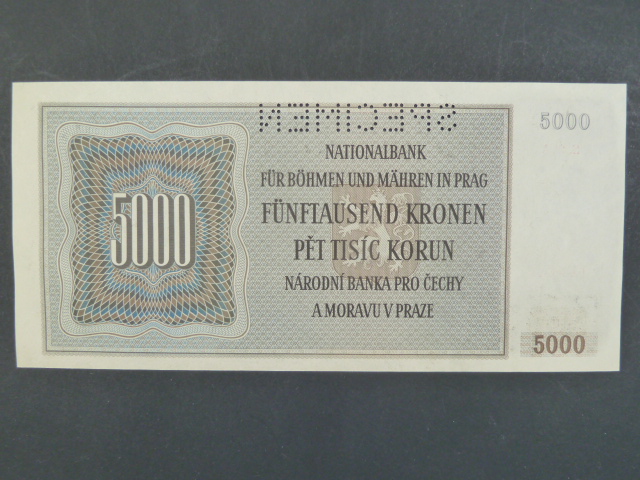 SPECIMEN
5000
NATIONALBANK
FÜR BÖHMEN UND MÄHREN IN PRAG
FÜNFTAUSEND KRONEN
PĚT TISÍC KORUN
NÁRODNÍ BANKA PRO ČECHY
A MORAVU V PRAZE
5000
5000